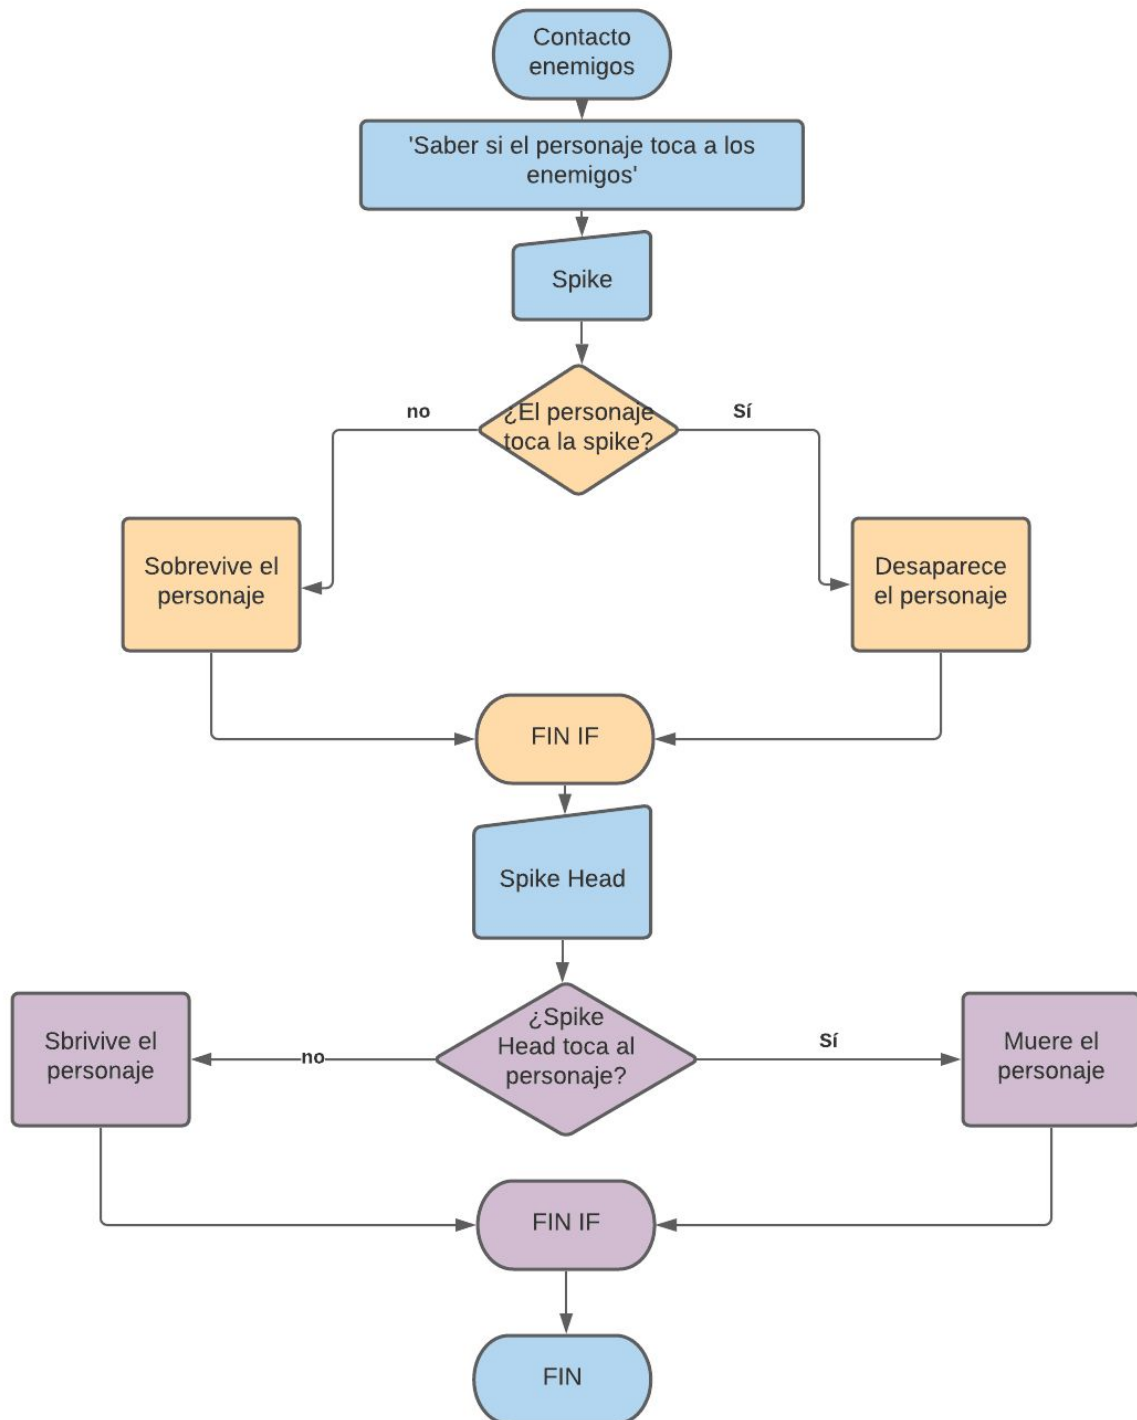 Contacto
enemigos
'Saber si el personaje toca a los
enemigos'
Spike
¿El personaje
toca la spike?
no
Sí
Sobrevive el
personaje
Desaparece
el personaje
FIN IF
Spike Head
¿Spike
Head toca al
personaje?
no
Sí
Sbrivive el
personaje
Muere el
personaje
FIN IF
FIN